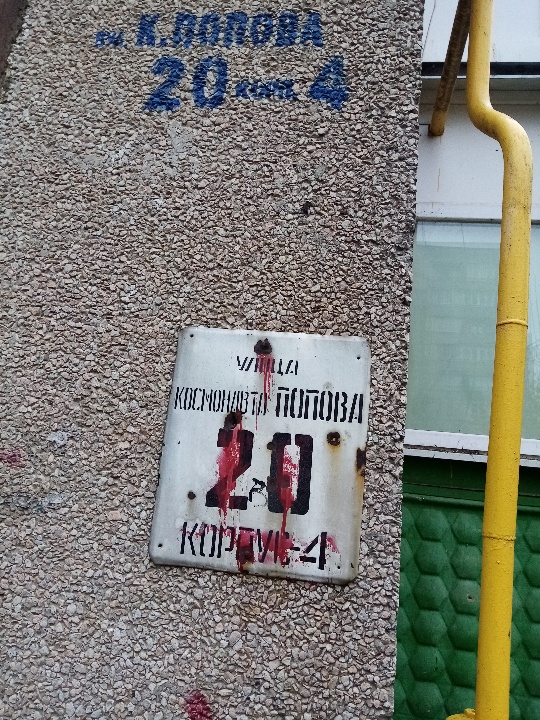 ул. К.ПОПОВА
20 корп. 4
УЛИЦА
КОСМОНАВТА ПОПОВА
20
КОРПУС-4